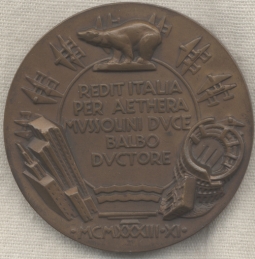 REDIT ITALIA
PER AETHERA
MVSSOLINI DVCE
BALBO
DVCTORE
MCMXXXIII·XI